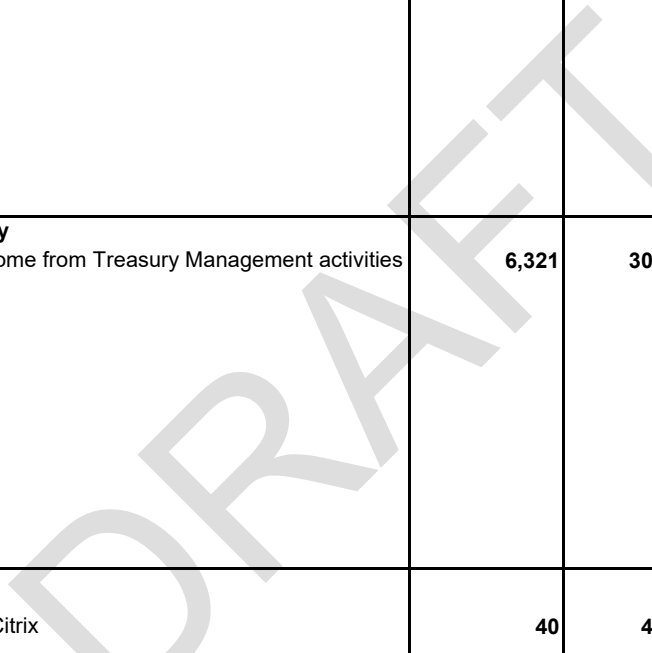 y
ome from Treasury Management activities 6,321 30
Citrix 40 4
DRAFT